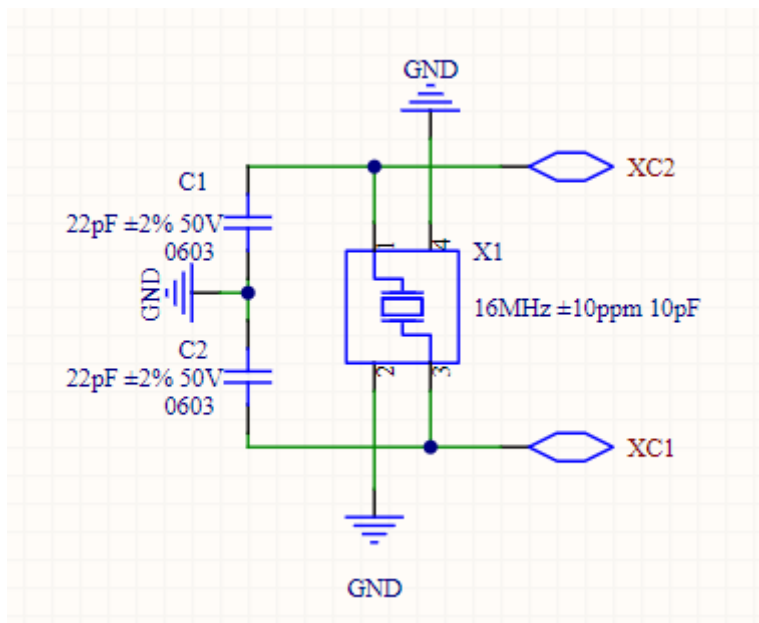 GND
XC2
C1
22pF ±2% 50V
0603
1
4
X1
GND
16MHz ±10ppm 10pF
C2
22pF ±2% 50V
0603
2
3
XC1
GND